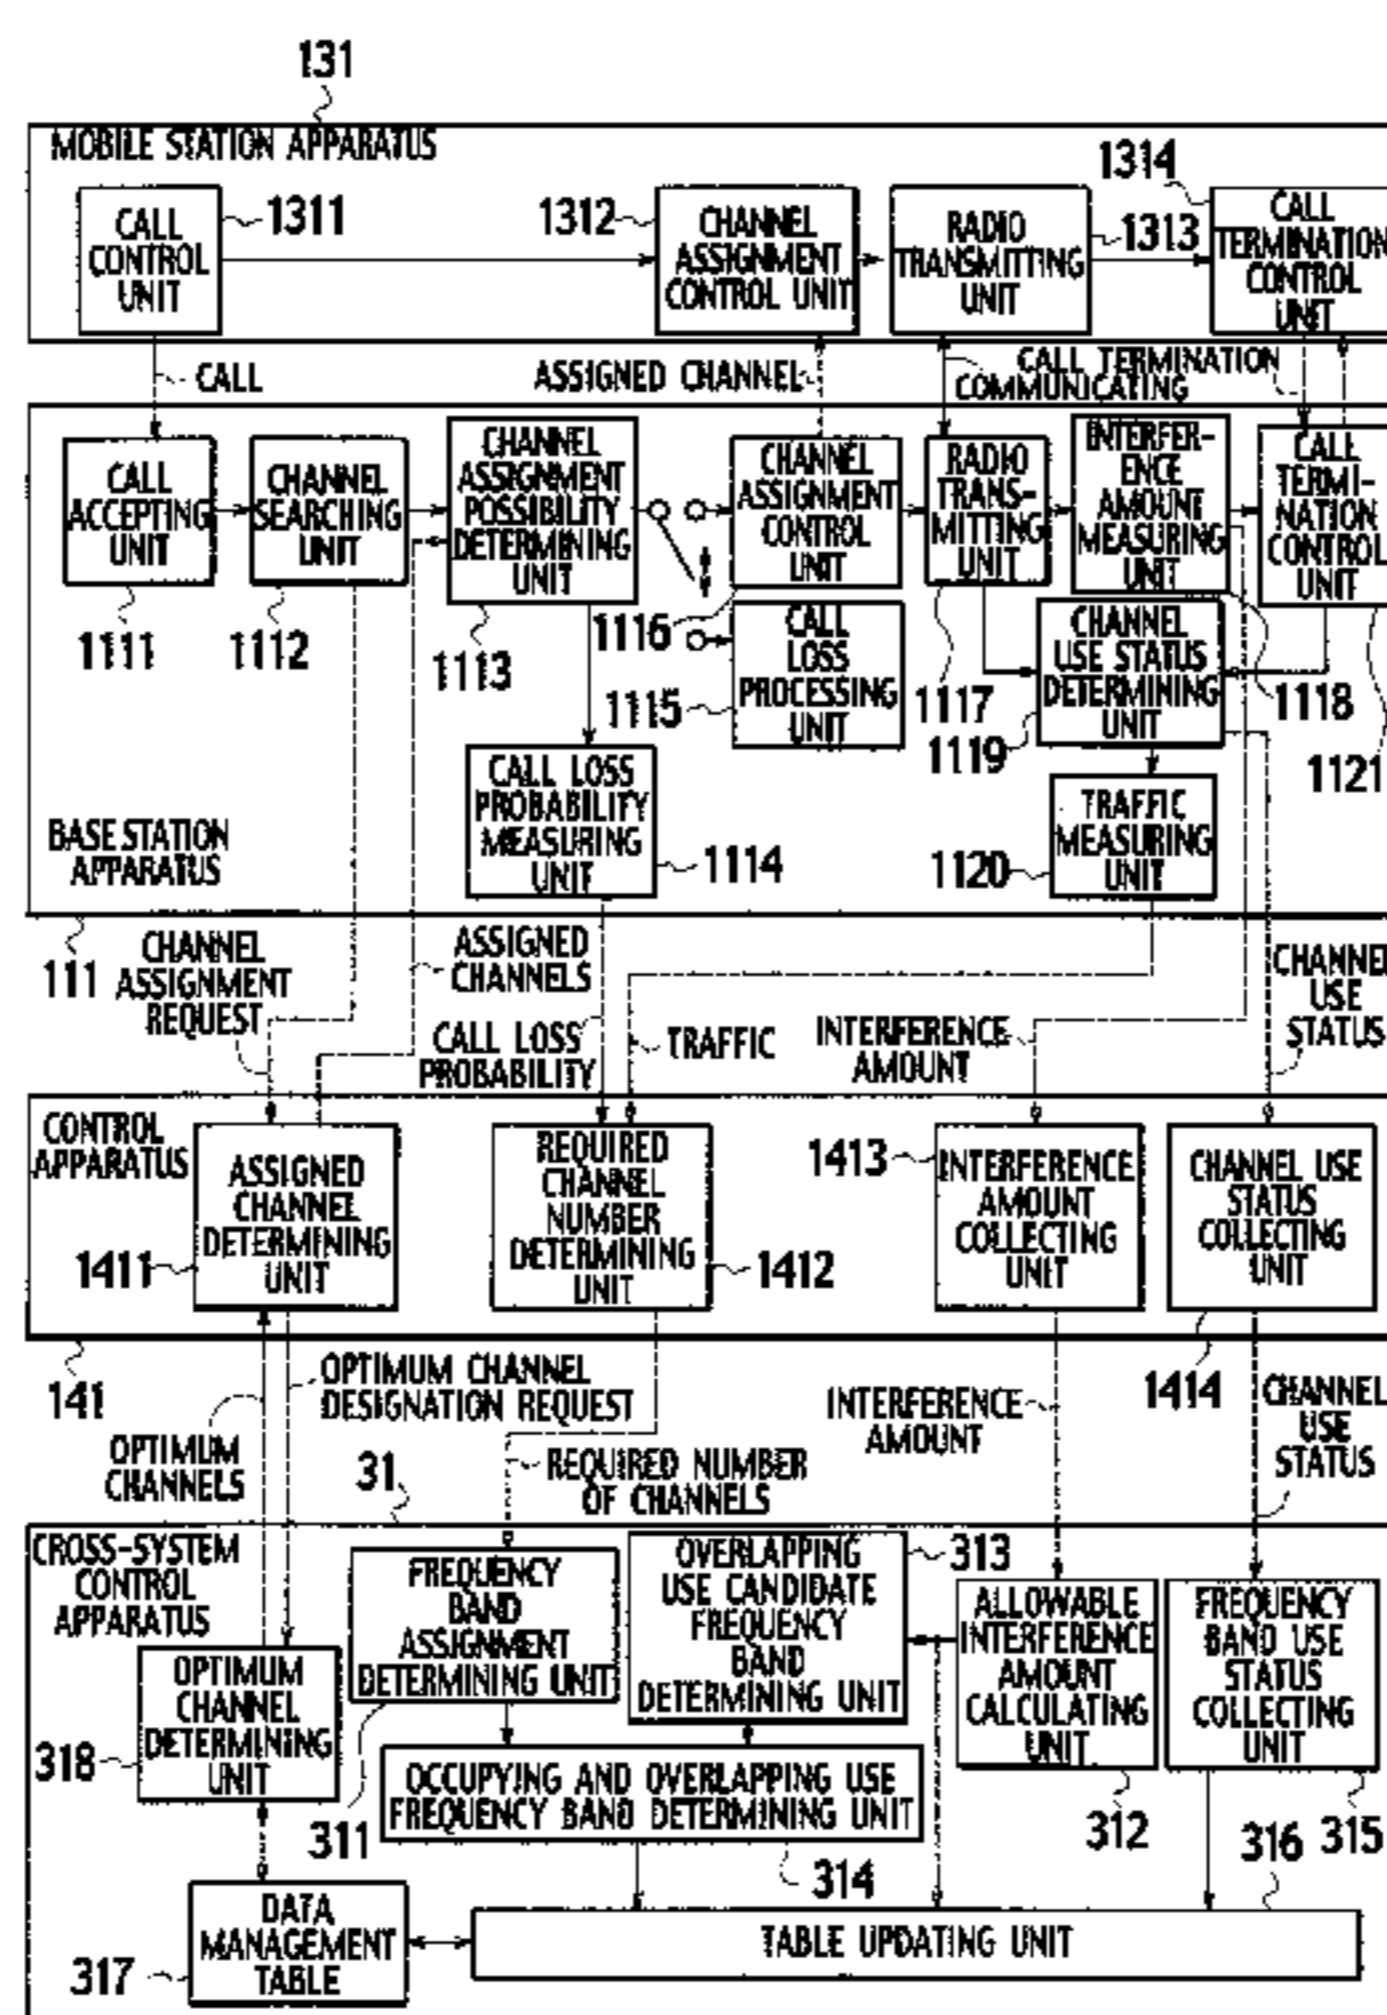 131
MOBILE STATION APPARATUS
CALL
CONTROL
UNIT
1311
1312
CHANNEL
ASSIGNMENT
CONTROL UNIT
RADIO
TRANSMITTING
UNIT
1313
1314
CALL
TERMINATION
CONTROL
UNIT
CALL
ASSIGNED CHANNEL
CALL TERMINATION
COMMUNICATING
CALL
ACCEPTING
UNIT
1111
CHANNEL
SEARCHING
UNIT
1112
CHANNEL
ASSIGNMENT
POSSIBILITY
DETERMINING
UNIT
1113
CHANNEL
ASSIGNMENT
CONTROL
UNIT
1116
CALL
LOSS
PROCESSING
UNIT
1115
RADIO
TRANS-
MITTING
UNIT
1117
INTERFER-
ENCE
AMOUNT
MEASURING
UNIT
1118
CALL
TERMI-
NATION
CONTROL
UNIT
1121
CHANNEL
USE STATUS
DETERMINING
UNIT
1119
CALL LOSS
PROBABILITY
MEASURING
UNIT
1114
TRAFFIC
MEASURING
UNIT
1120
BASE STATION
APPARATUS
111
CHANNEL
ASSIGNMENT
REQUEST
ASSIGNED
CHANNELS
CALL LOSS
PROBABILITY
TRAFFIC
INTERFERENCE
AMOUNT
CHANNEL
USE
STATUS
CONTROL
APPARATUS
ASSIGNED
CHANNEL
DETERMINING
UNIT
1411
REQUIRED
CHANNEL
NUMBER
DETERMINING
UNIT
1412
1413
INTERFERENCE
AMOUNT
COLLECTING
UNIT
CHANNEL USE
STATUS
COLLECTING
UNIT
1414
141
OPTIMUM CHANNEL
DESIGNATION REQUEST
OPTIMUM
CHANNELS
REQUIRED NUMBER
OF CHANNELS
INTERFERENCE
AMOUNT
CHANNEL
USE
STATUS
31
CROSS-SYSTEM
CONTROL
APPARATUS
OPTIMUM
CHANNEL
DETERMINING
UNIT
318
FREQUENCY
BAND
ASSIGNMENT
DETERMINING UNIT
311
OVERLAPPING
USE CANDIDATE
FREQUENCY
BAND
DETERMINING UNIT
313
ALLOWABLE
INTERFERENCE
AMOUNT
CALCULATING
UNIT
312
FREQUENCY
BAND USE
STATUS
COLLECTING
UNIT
315
OCCUPYING AND OVERLAPPING USE
FREQUENCY BAND DETERMINING UNIT
314
316
DATA
MANAGEMENT
TABLE
317
TABLE UPDATING UNIT